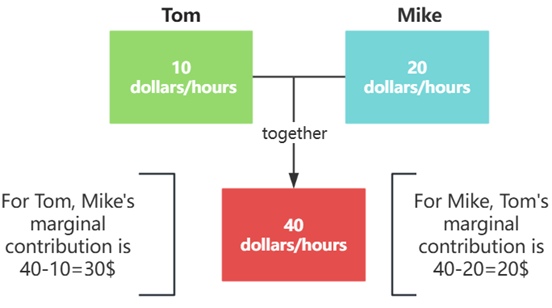 Tom
Mike
10
dollars/hours
20
dollars/hours
together
For Tom, Mike's
marginal
contribution is
40-10=30$
40
dollars/hours
For Mike, Tom's
marginal
contribution is
40-20=20$